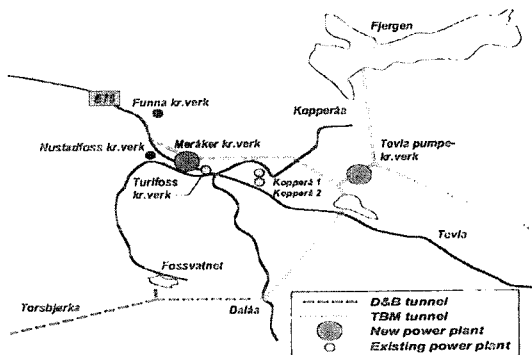 Fjergen
Funna kr.verk
Kopperåa
Nustadfoss kr.verk
Meråker kr.verk
Tevla pumpe-
kr.verk
Turifoss
kr.verk
Kopperå 1
Kopperå 2
Tevla
Fossvatnet
Torsbjørka
Dalåa
D&B tunnel
TBM tunnel
New power plant
Existing power plant